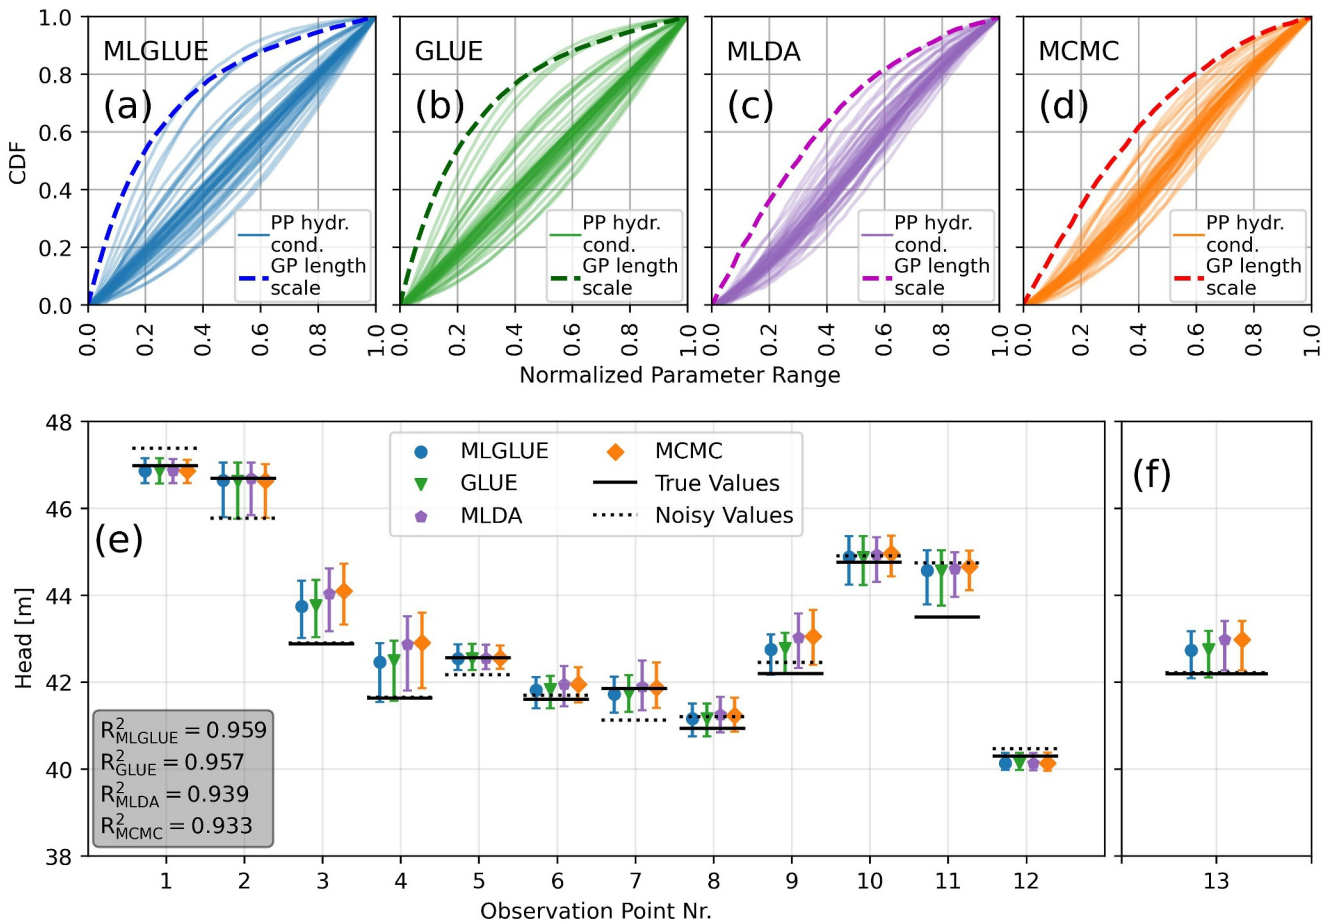 MLGLUE
(a)
PP hydr.
cond.
GP length
scale
GLUE
(b)
PP hydr.
cond.
GP length
scale
MLDA
(c)
PP hydr.
cond.
GP length
scale
MCMC
(d)
PP hydr.
cond.
GP length
scale
CDF
1.0
0.8
0.6
0.4
0.2
0.0
0.0 0.2 0.4 0.6 0.8 1.0
0.0 0.2 0.4 0.6 0.8 1.0
0.0 0.2 0.4 0.6 0.8 1.0
0.0 0.2 0.4 0.6 0.8 1.0
Normalized Parameter Range
Head [m]
48
46
44
42
40
38
(e)
MLGLUE
GLUE
MLDA
MCMC
True Values
Noisy Values
(f)
R²MLGLUE = 0.959
R²GLUE = 0.957
R²MLDA = 0.939
R²MCMC = 0.933
1 2 3 4 5 6 7 8 9 10 11 12
13
Observation Point Nr.